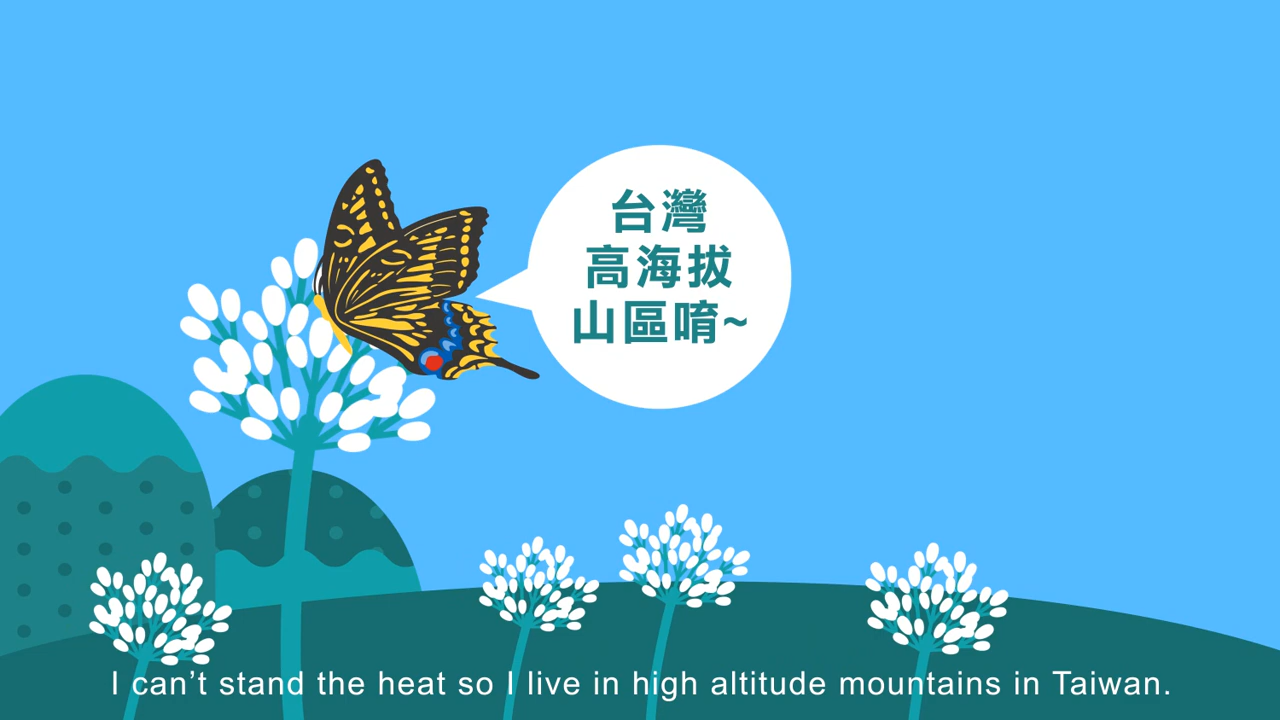 台灣
高海拔
山區唷~
I can't stand the heat so I live in high altitude mountains in Taiwan.